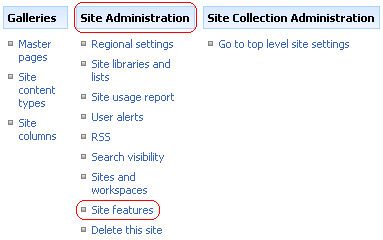 Galleries
Master
pages
Site
content
types
Site
columns
Site Administration
Regional settings
Site libraries and
lists
Site usage report
User alerts
RSS
Search visibility
Sites and
workspaces
Site features
Delete this site
Site Collection Administration
Go to top level site settings